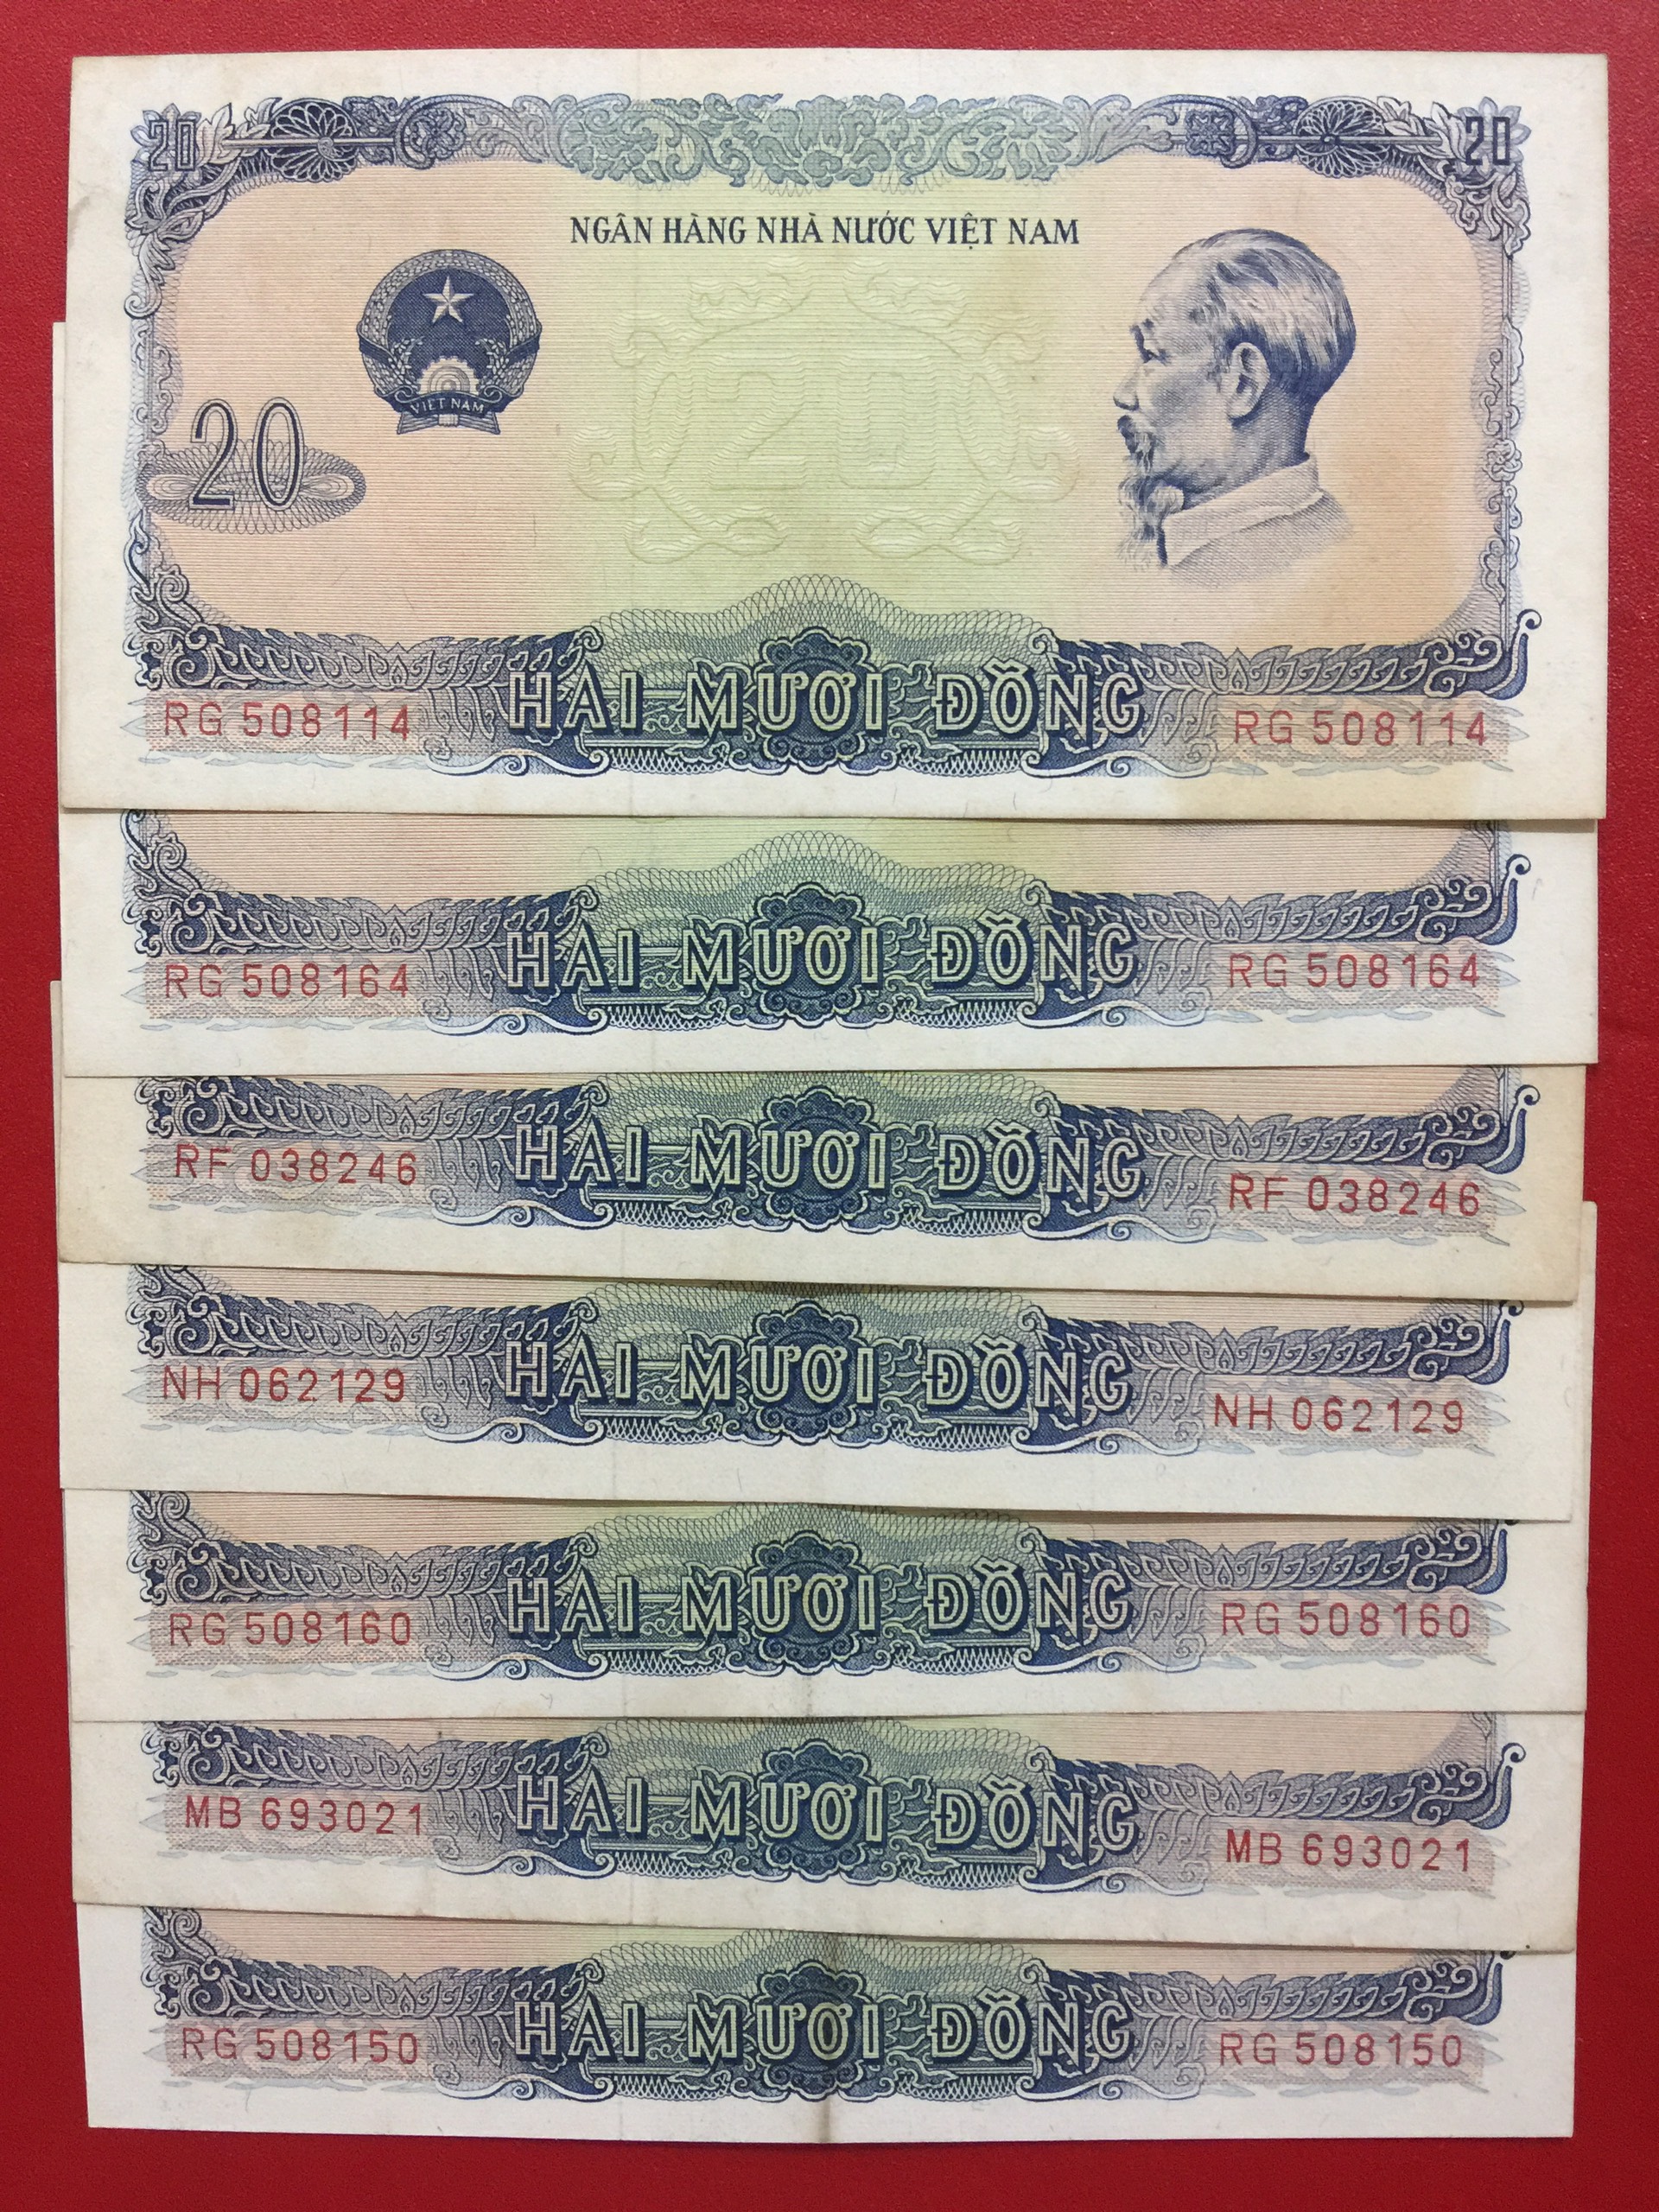 20 20
NGÂN HÀNG NHÀ NƯỚC VIỆT NAM
VIỆT NAM
20
20
HAI MƯƠI ĐỒNG
RG 508114 RG 508114
HAI MƯƠI ĐỒNG
RG 508164 RG 508164
HAI MƯƠI ĐỒNG
RF 038246 RF 038246
HAI MƯƠI ĐỒNG
NH 062129 NH 062129
HAI MƯƠI ĐỒNG
RG 508160 RG 508160
HAI MƯƠI ĐỒNG
MB 693021 MB 693021
HAI MƯƠI ĐỒNG
RG 508150 RG 508150